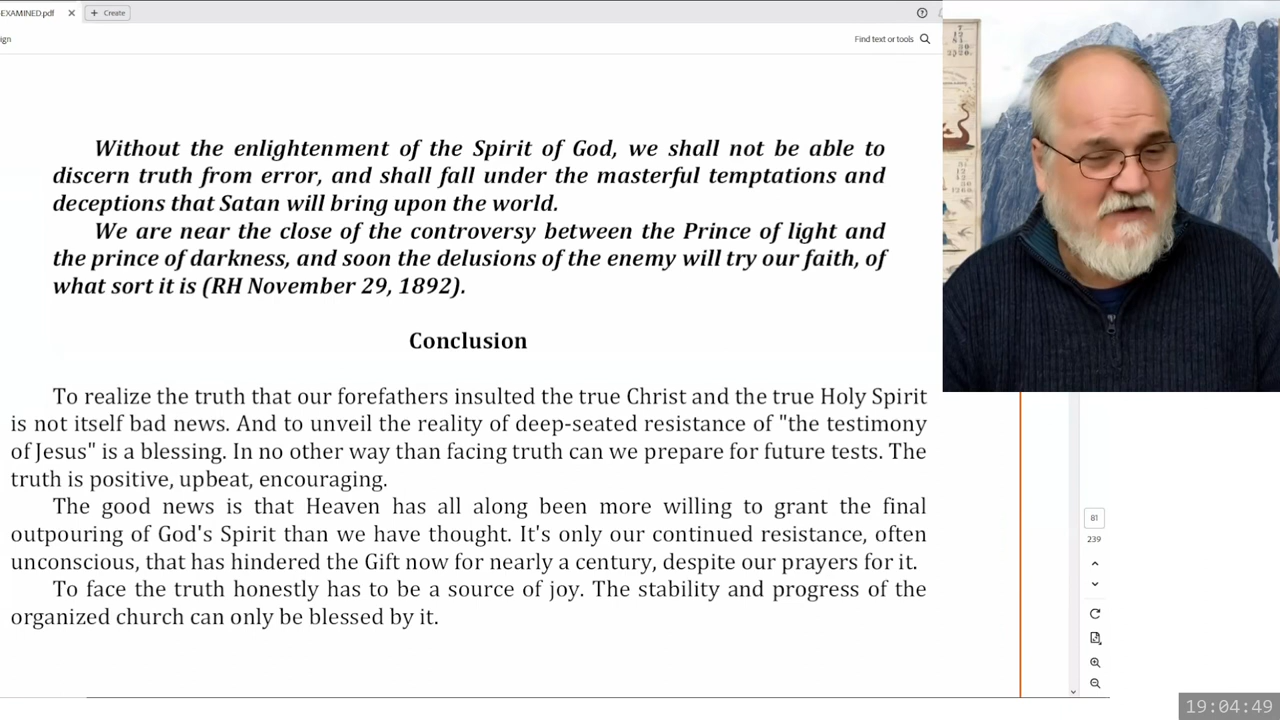 -EXAMINED.pdf
Create
ign
Find text or tools
Without the enlightenment of the Spirit of God, we shall not be able to
discern truth from error, and shall fall under the masterful temptations and
deceptions that Satan will bring upon the world.
We are near the close of the controversy between the Prince of light and
the prince of darkness, and soon the delusions of the enemy will try our faith, of
what sort it is (RH November 29, 1892).
Conclusion
To realize the truth that our forefathers insulted the true Christ and the true Holy Spirit
is not itself bad news. And to unveil the reality of deep-seated resistance of "the testimony
of Jesus" is a blessing. In no other way than facing truth can we prepare for future tests. The
truth is positive, upbeat, encouraging.
The good news is that Heaven has all along been more willing to grant the final
outpouring of God's Spirit than we have thought. It's only our continued resistance, often
unconscious, that has hindered the Gift now for nearly a century, despite our prayers for it.
To face the truth honestly has to be a source of joy. The stability and progress of the
organized church can only be blessed by it.
81
239
19:04:49